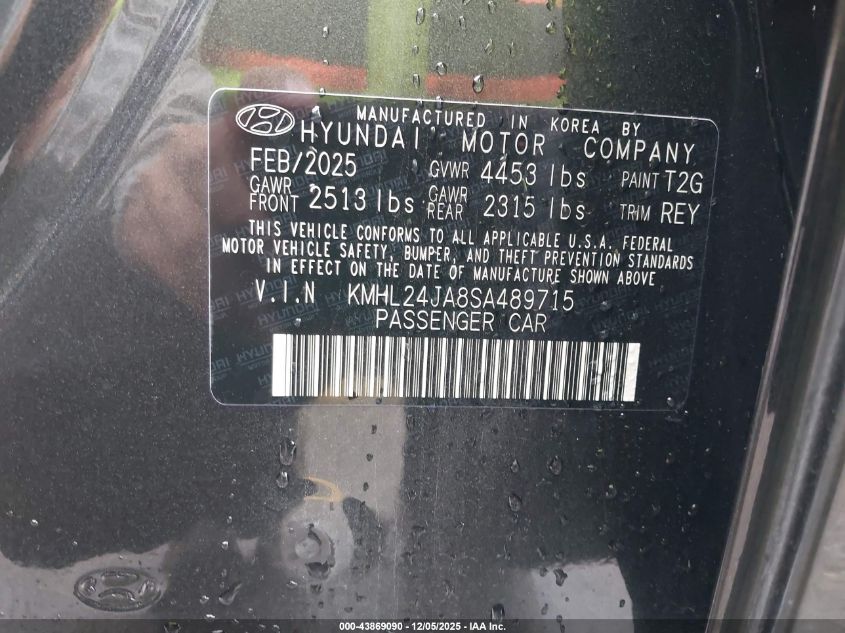 MANUFACTURED IN KOREA BY
HYUNDAI MOTOR COMPANY
FEB/2025 GVWR 4453 lbs PAINT T2G
GAWR FRONT 2513 lbs GAWR REAR 2315 lbs TRIM REY
THIS VEHICLE CONFORMS TO ALL APPLICABLE U.S.A. FEDERAL
MOTOR VEHICLE SAFETY, BUMPER, AND THEFT PREVENTION STANDARDS
IN EFFECT ON THE DATE OF MANUFACTURE SHOWN ABOVE
V.I.N KMHL24JA8SA489715
PASSENGER CAR
000-43869090 - 12/05/2025 - IAA Inc.